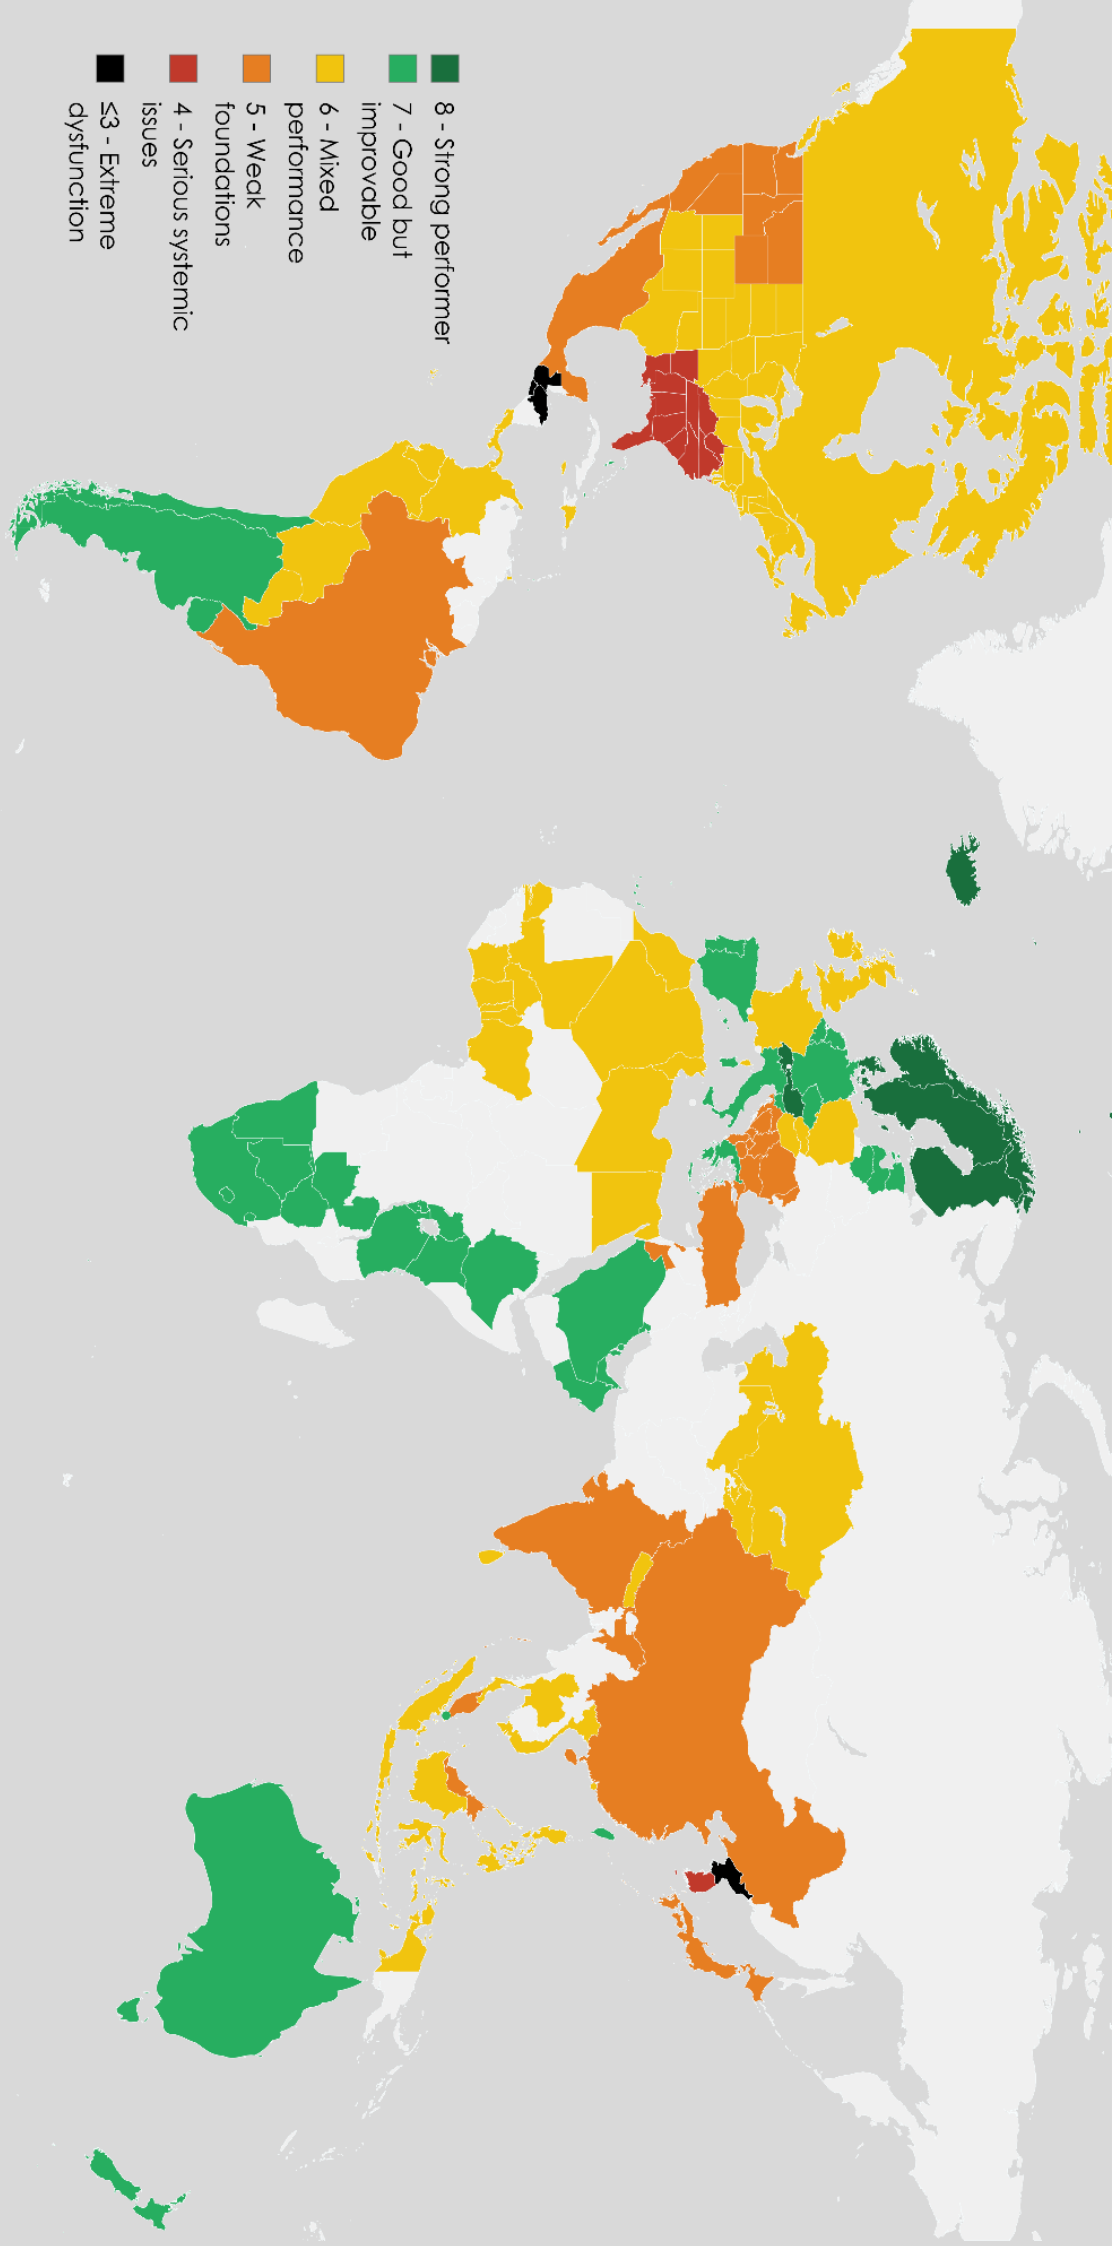 8 - Strong performer
7 - Good but
improvable
6 - Mixed
performance
5 - Weak
foundations
4 - Serious systemic
issues
≤3 - Extreme
dysfunction